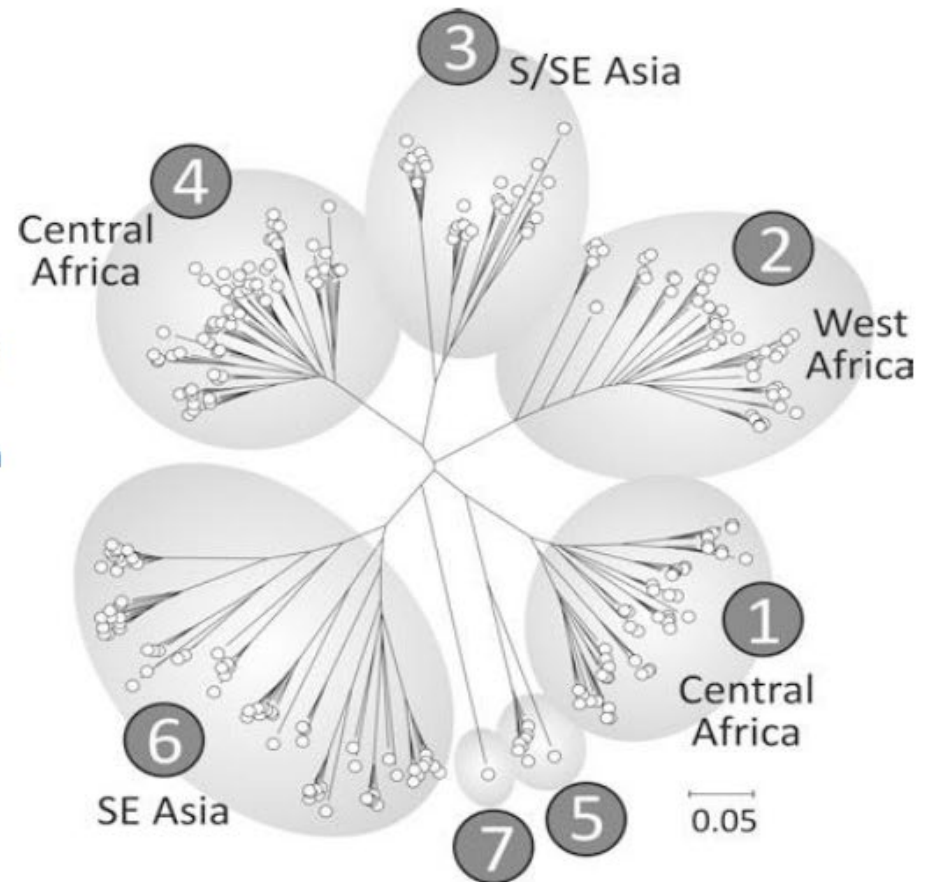 3
S/SE Asia
4
Central
Africa
2
West
Africa
1
Central
Africa
6
SE Asia
7
5
0.05